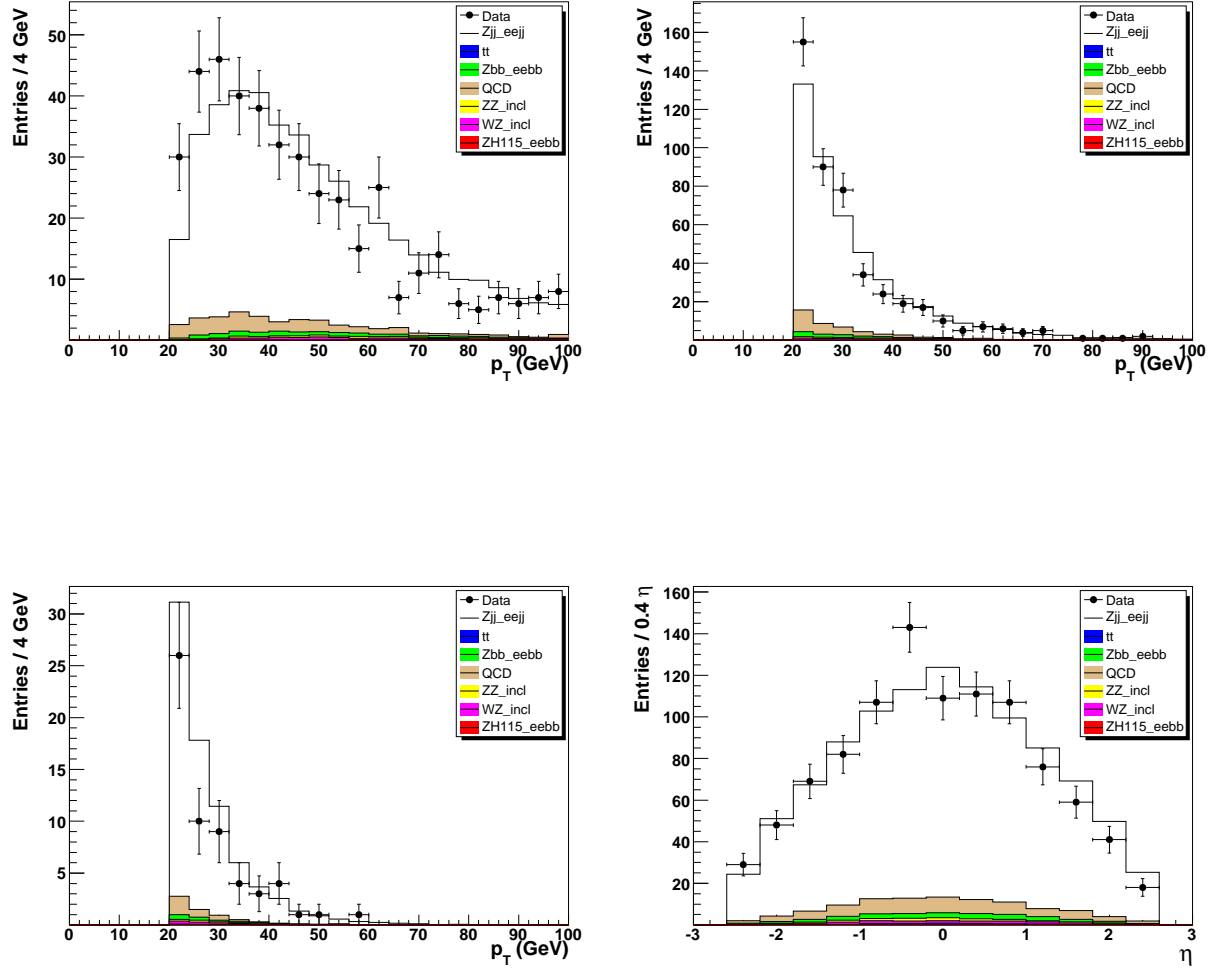 Entries / 4 GeV
50
40
30
20
10
0 10 20 30 40 50 60 70 80 90 100
p_T (GeV)
Data
Zjj_eejj
tt
Zbb_eebb
QCD
ZZ_incl
WZ_incl
ZH115_eebb
Entries / 4 GeV
160
140
120
100
80
60
40
20
0 10 20 30 40 50 60 70 80 90 100
p_T (GeV)
Data
Zjj_eejj
tt
Zbb_eebb
QCD
ZZ_incl
WZ_incl
ZH115_eebb
Entries / 4 GeV
30
25
20
15
10
5
0 10 20 30 40 50 60 70 80 90 100
p_T (GeV)
Data
Zjj_eejj
tt
Zbb_eebb
QCD
ZZ_incl
WZ_incl
ZH115_eebb
Entries / 0.4 η
160
140
120
100
80
60
40
20
-3 -2 -1 0 1 2 3
η
Data
Zjj_eejj
tt
Zbb_eebb
QCD
ZZ_incl
WZ_incl
ZH115_eebb